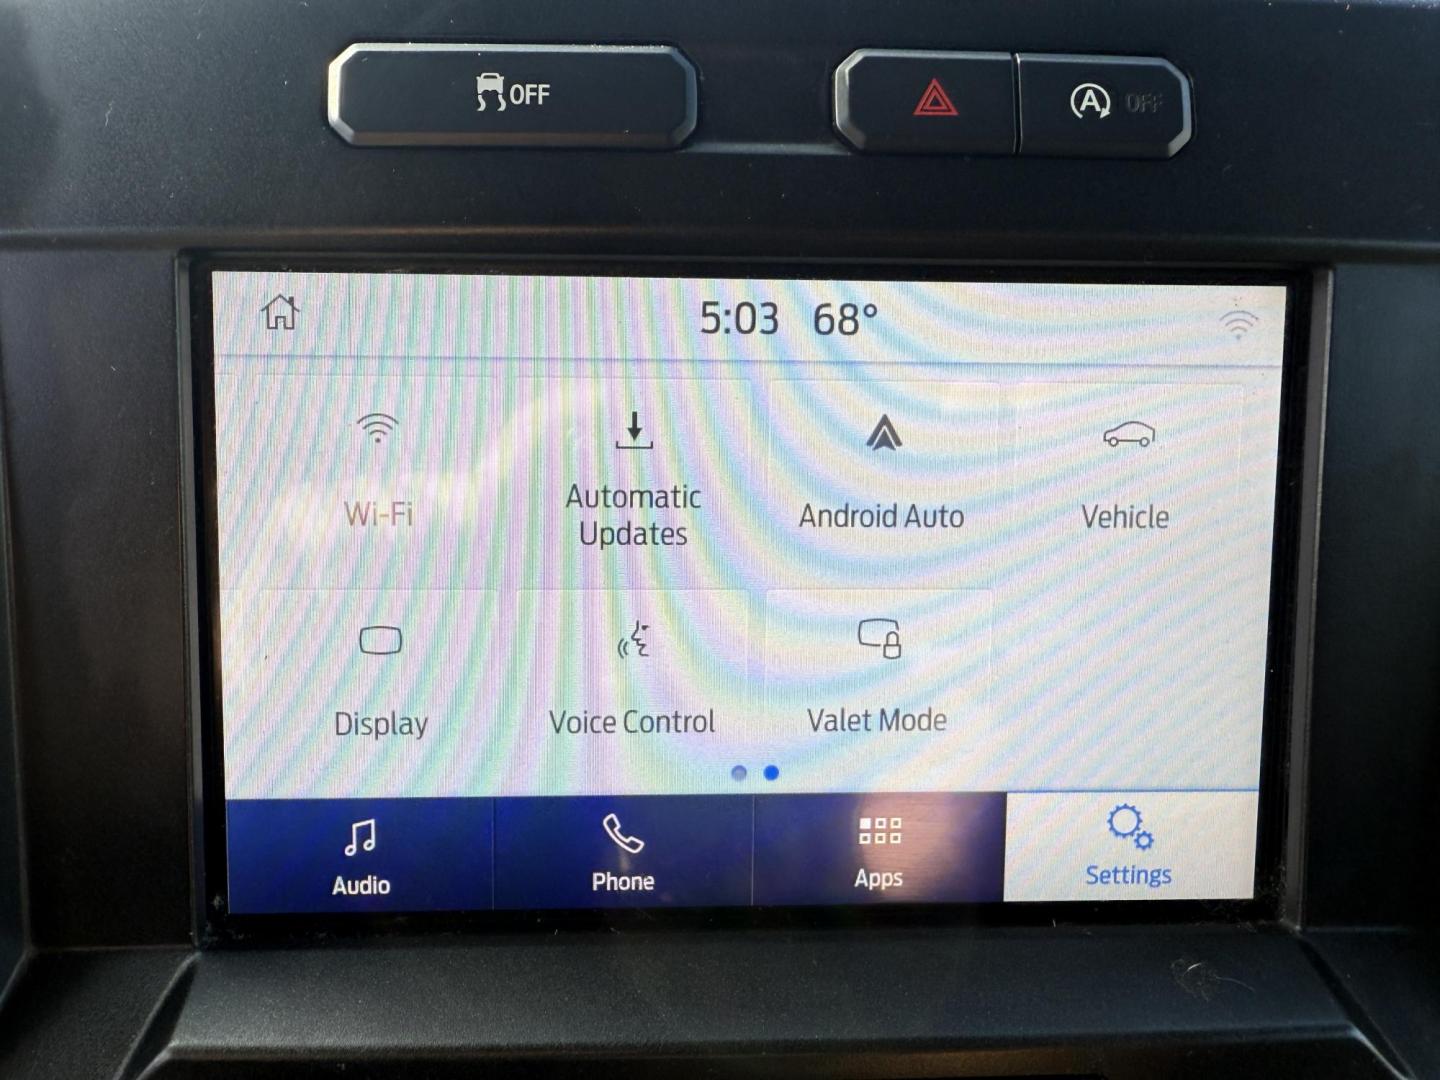 OFF
A OFF
5:03 68°
Wi-Fi
Automatic
Updates
Android Auto
Vehicle
Display
Voice Control
Valet Mode
Audio
Phone
Apps
Settings